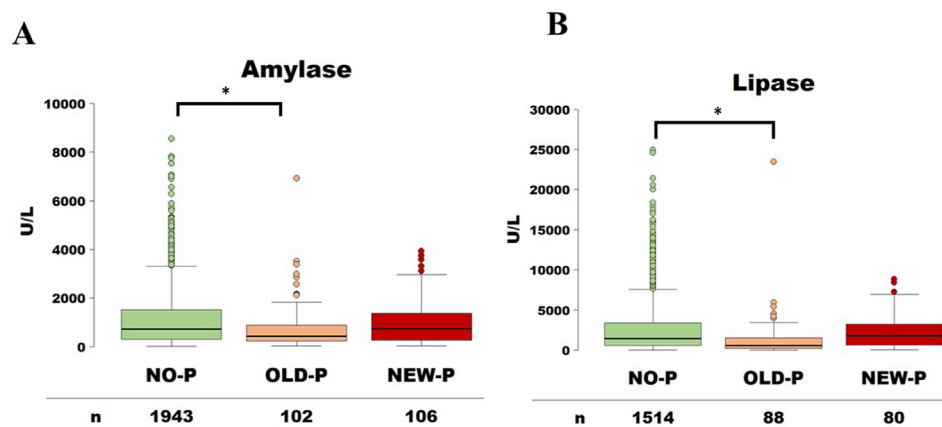 A
Amylase
*
10000
8000
6000
4000
2000
0
U/L
NO-P OLD-P NEW-P
n 1943 102 106
B
Lipase
*
30000
25000
20000
15000
10000
5000
0
U/L
NO-P OLD-P NEW-P
n 1514 88 80